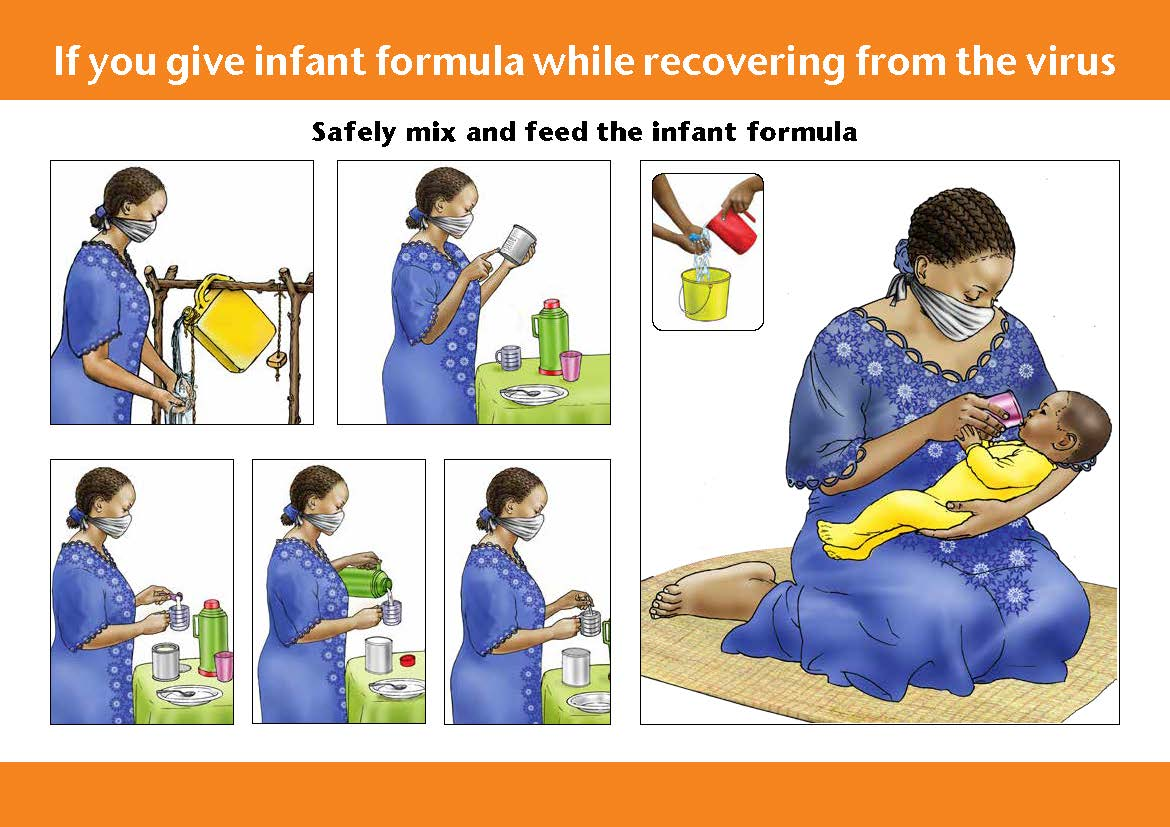 If you give infant formula while recovering from the virus
Safely mix and feed the infant formula